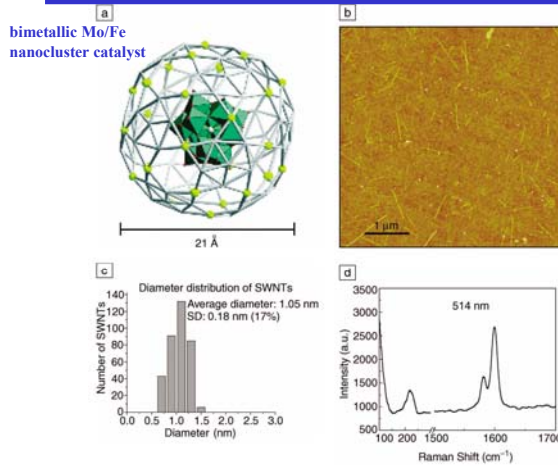 bimetallic Mo/Fe
nanocluster catalyst
a
21 Å
b
1 μm
c
Diameter distribution of SWNTs
Average diameter: 1.05 nm
SD: 0.18 nm (17%)
Number of SWNTs
140
120
100
80
60
40
20
0
0.0 0.5 1.0 1.5 2.0 2.5 3.0
Diameter (nm)
d
514 nm
Intensity (a.u.)
3500
3000
2500
2000
1500
1000
500
100 200 1500 1600 1700
Raman Shift (cm⁻¹)